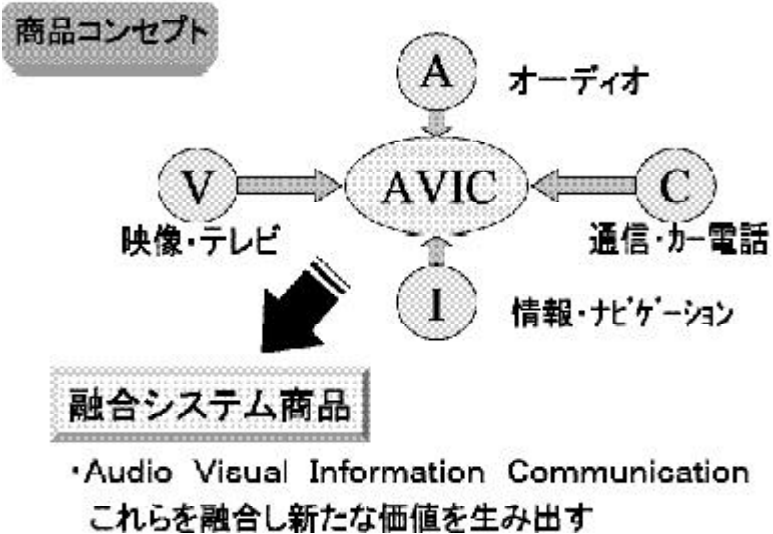 商品コンセプト
A オーディオ
V AVIC C
映像・テレビ 通信・カー電話
I 情報・ナビゲーション
融合システム商品
・Audio Visual Information Communication
これらを融合し新たな価値を生み出す